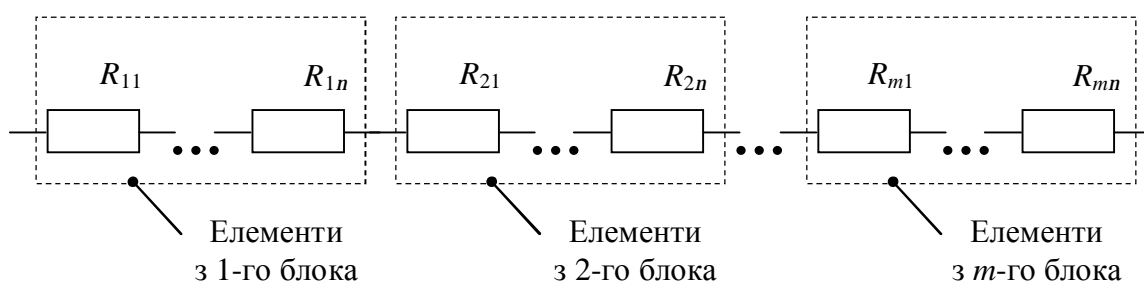 R11 R1n R21 R2n Rm1 Rmn
Елементи
з 1-го блока
Елементи
з 2-го блока
Елементи
з m-го блока